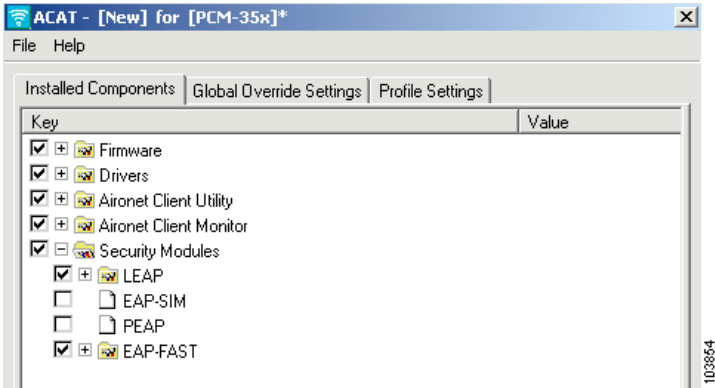 ACAT - [New] for [PCM-35x]*
File Help
Installed Components Global Override Settings Profile Settings
Key Value
Firmware
Drivers
Aironet Client Utility
Aironet Client Monitor
Security Modules
LEAP
EAP-SIM
PEAP
EAP-FAST
103854